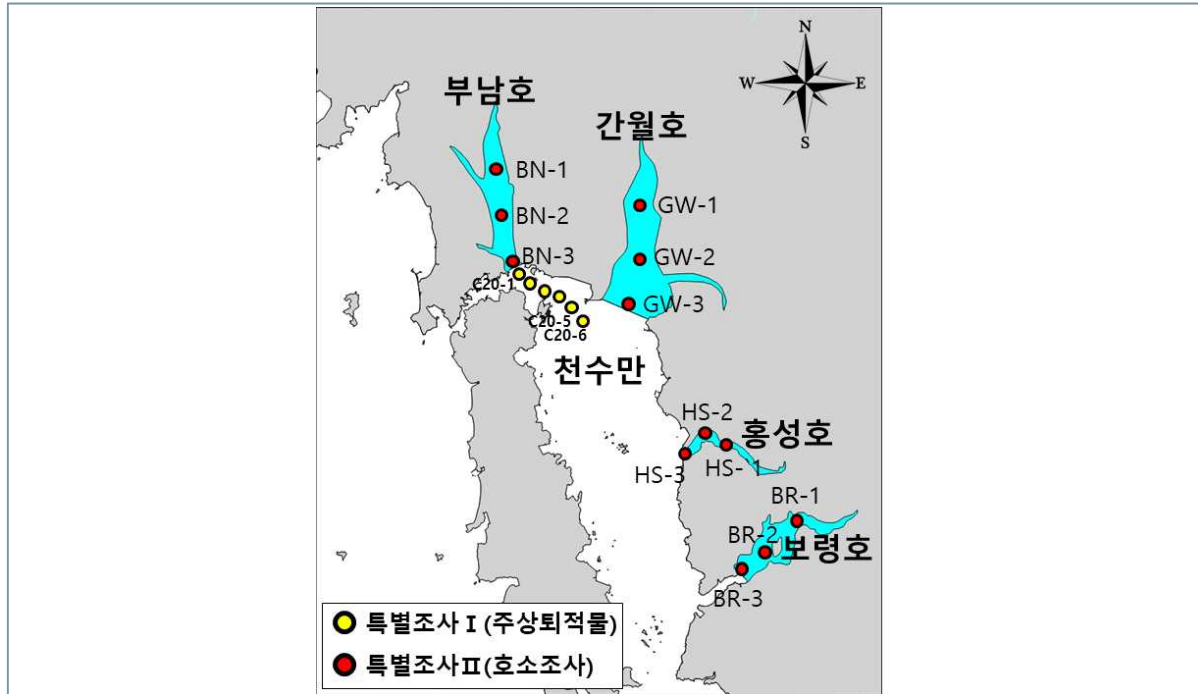 N
W E
S
부남호
간월호
BN-1
GW-1
BN-2
GW-2
BN-3
C20-1
GW-3
C20-5
C20-6
천수만
HS-2
홍성호
HS-1
HS-3
BR-1
BR-2
보령호
BR-3
특별조사Ⅰ(주상퇴적물)
특별조사Ⅱ(호소조사)